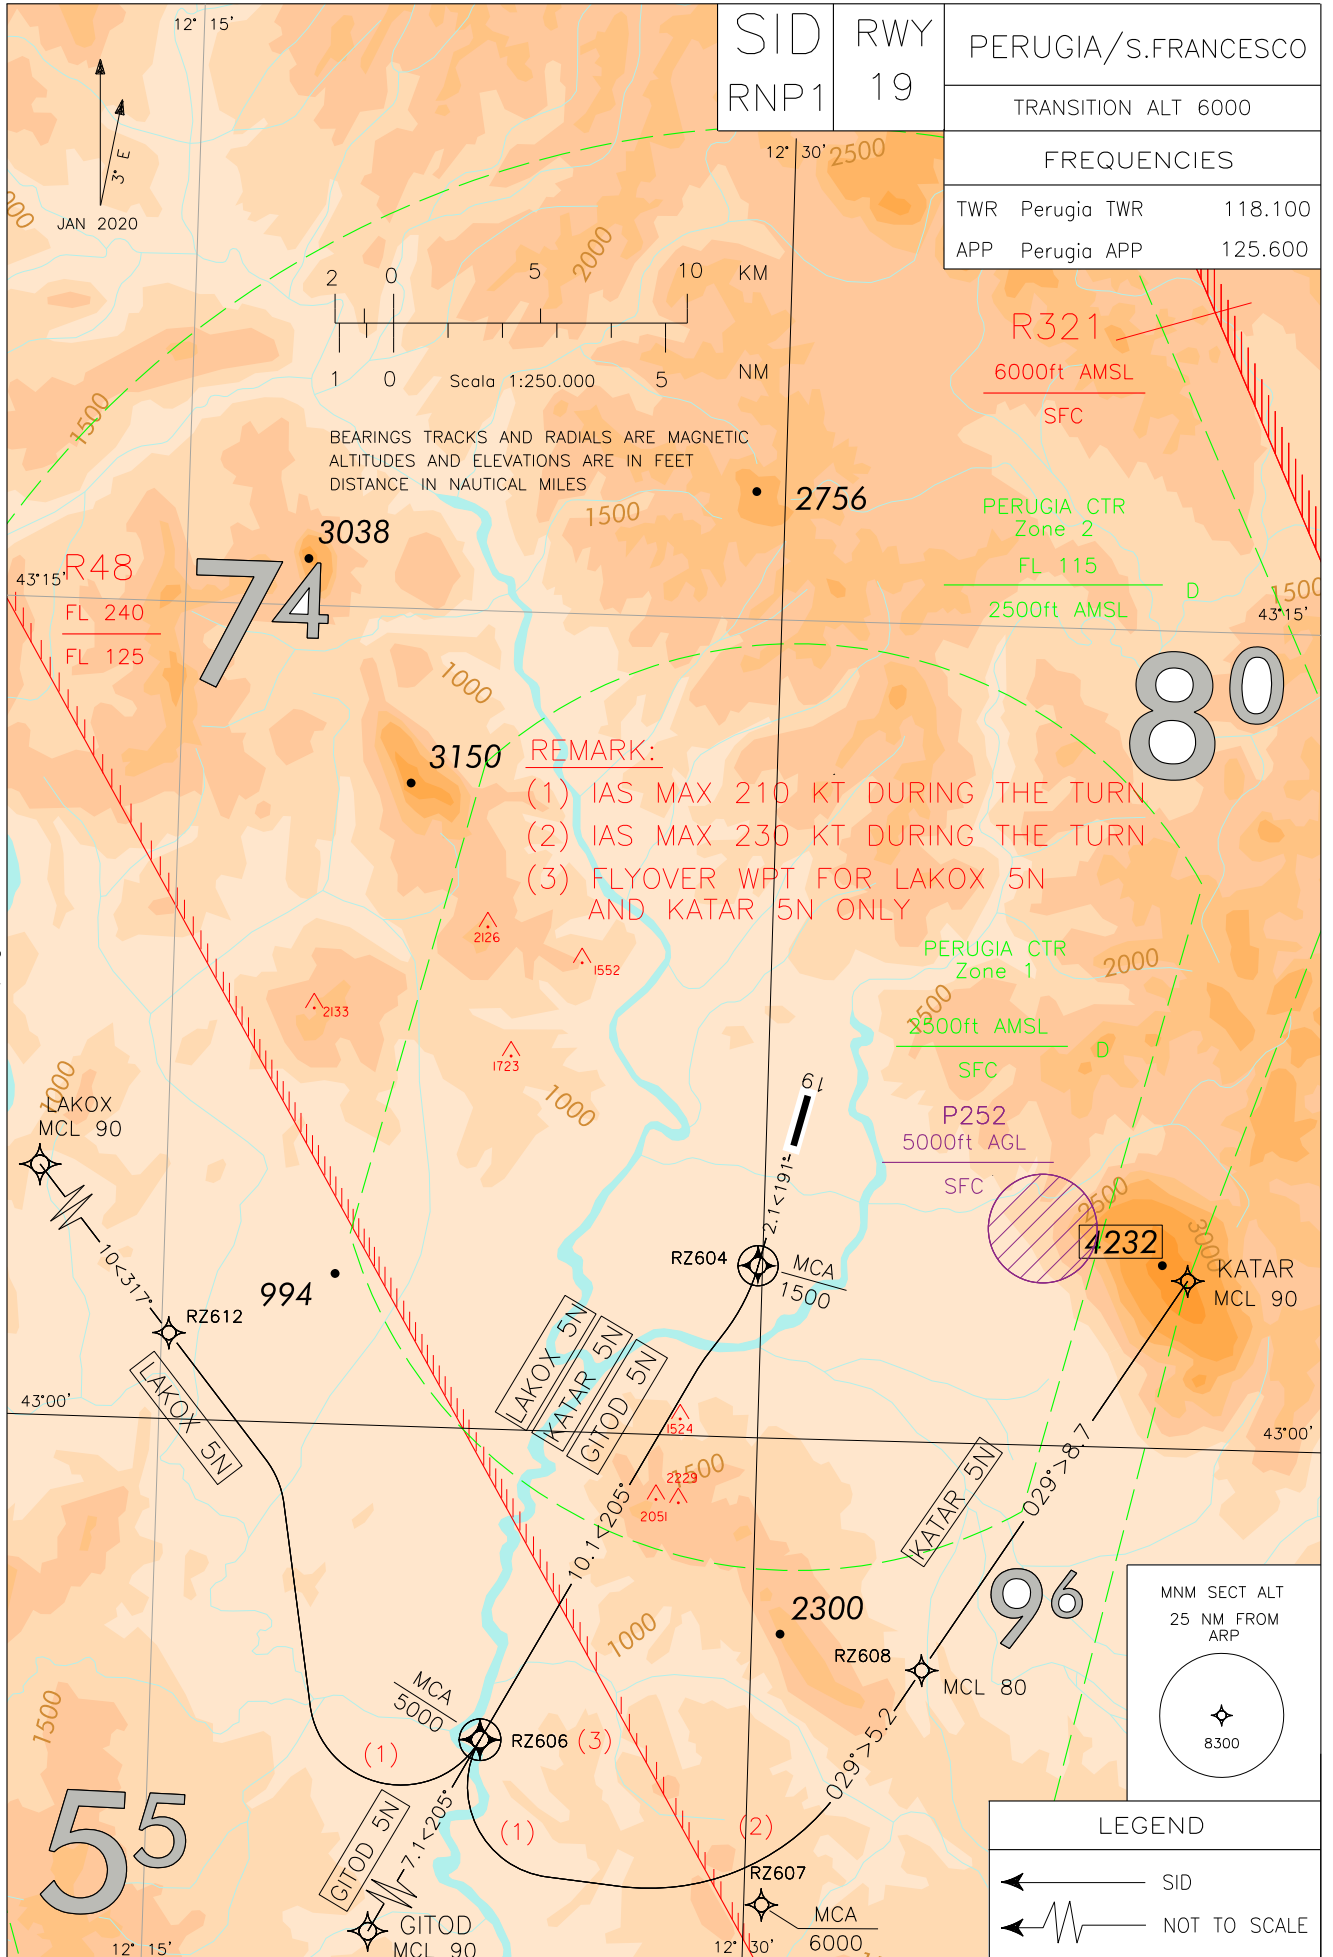 12° 15'
SID
RNP1
RWY
19
PERUGIA/S.FRANCESCO
TRANSITION ALT 6000
FREQUENCIES
TWR Perugia TWR 118.100
APP Perugia APP 125.600
3° E
JAN 2020
12° 30'
2500
2000
2 0 5 10 KM
1 0 Scala 1:250.000 5 NM
R321
6000ft AMSL
SFC
1500
BEARINGS TRACKS AND RADIALS ARE MAGNETIC
ALTITUDES AND ELEVATIONS ARE IN FEET
DISTANCE IN NAUTICAL MILES
2756
1500
3038
PERUGIA CTR
Zone 2
FL 115
2500ft AMSL
D
1500
43°15'
43°15'
R48
FL 240
FL 125
74
80
1000
3150
REMARK:
(1) IAS MAX 210 KT DURING THE TURN
(2) IAS MAX 230 KT DURING THE TURN
(3) FLYOVER WPT FOR LAKOX 5N
AND KATAR 5N ONLY
2126
1552
2133
1723
1000
PERUGIA CTR
Zone 1
2500ft AMSL
SFC
D
2000
1500
P252
5000ft AGL
SFC
2500
3000
4232
19
2.1<191°
1000
LAKOX
MCL 90
10<317°
RZ612
LAKOX 5N
994
RZ604
MCA
1500
KATAR
MCL 90
LAKOX 5N
KATAR 5N
GITOD 5N
43°00'
43°00'
1524
1500
2229
2051
10.1<205°
KATAR 5N
029°>8.7
96
1000
2300
RZ608
MCL 80
MNM SECT ALT
25 NM FROM
ARP
8300
1500
MCA
5000
RZ606
(3)
(1)
029°>5.2
55
GITOD 5N
7.1<205°
(1)
(2)
RZ607
MCA
6000
GITOD
MCL 90
12° 15'
12° 30'
LEGEND
SID
NOT TO SCALE